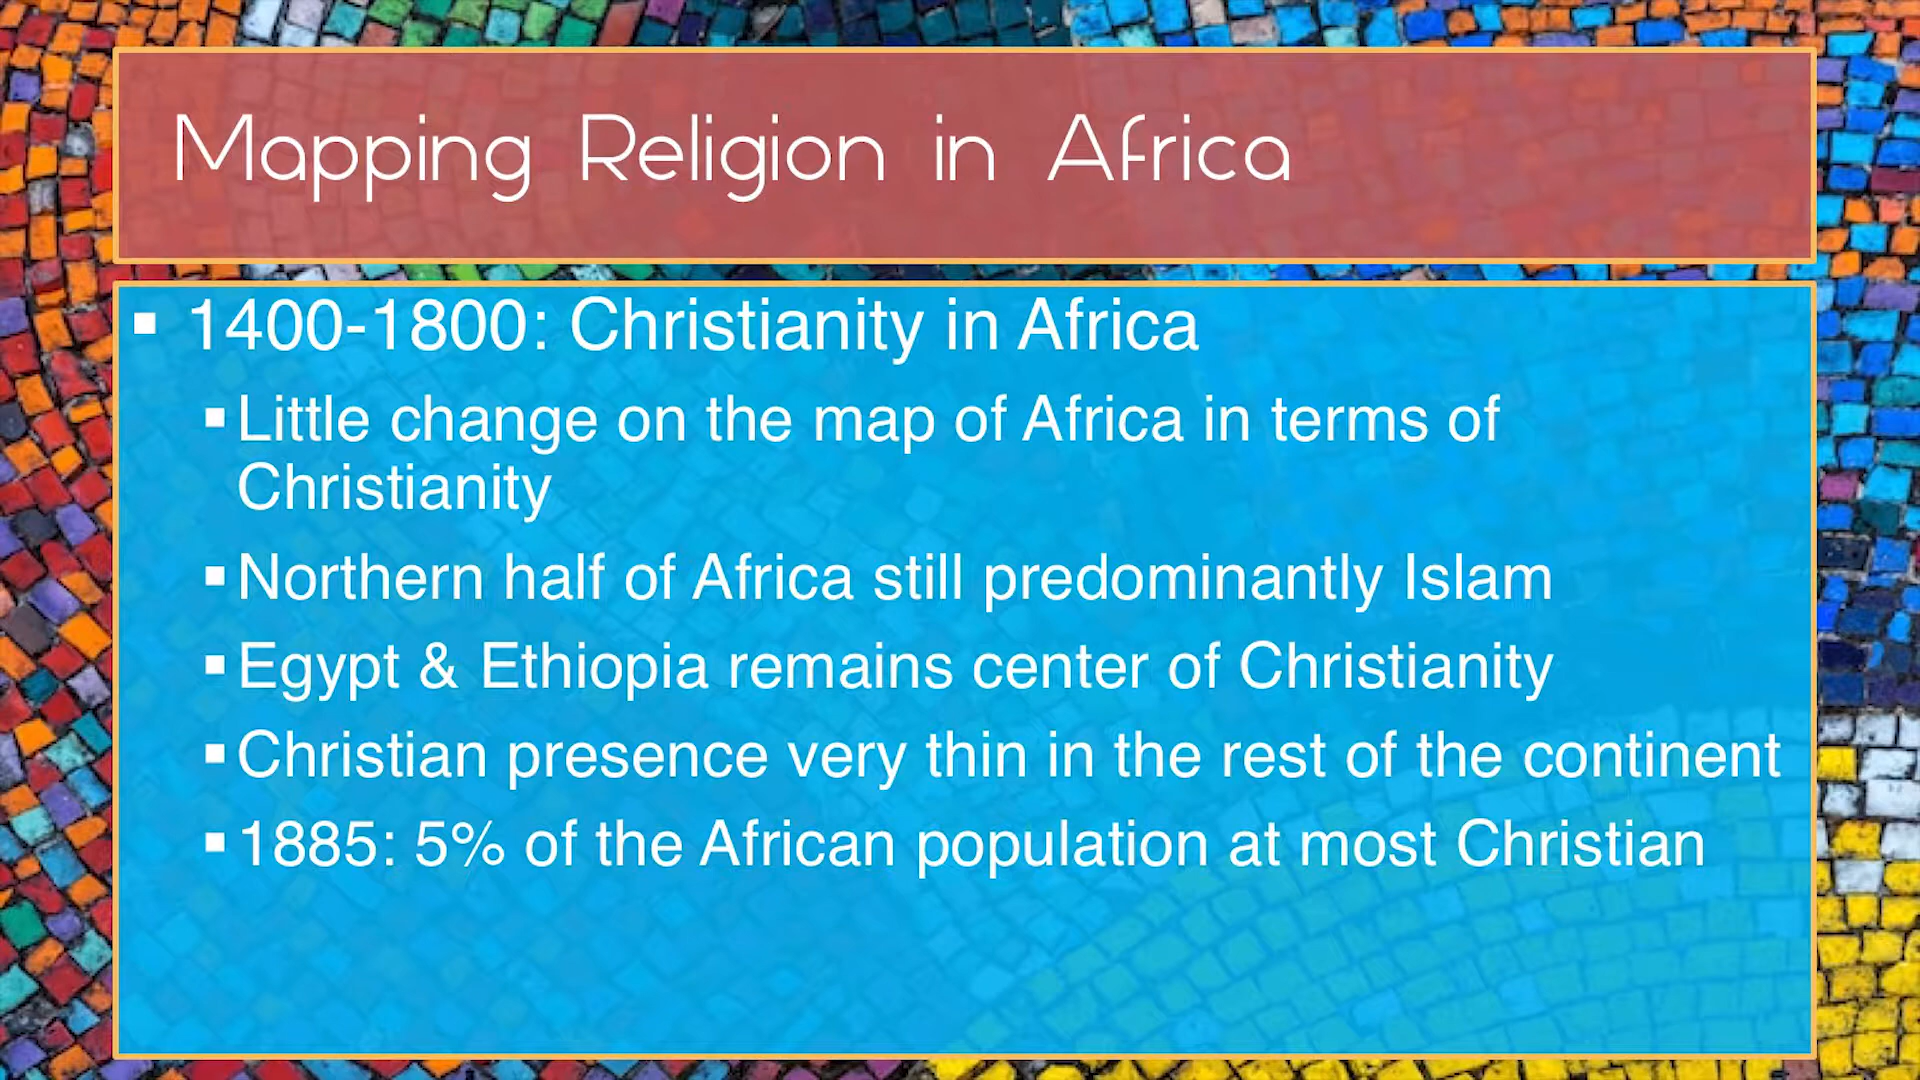 Mapping Religion in Africa
▪ 1400-1800: Christianity in Africa
▪ Little change on the map of Africa in terms of
Christianity
▪ Northern half of Africa still predominantly Islam
▪ Egypt & Ethiopia remains center of Christianity
▪ Christian presence very thin in the rest of the continent
▪ 1885: 5% of the African population at most Christian